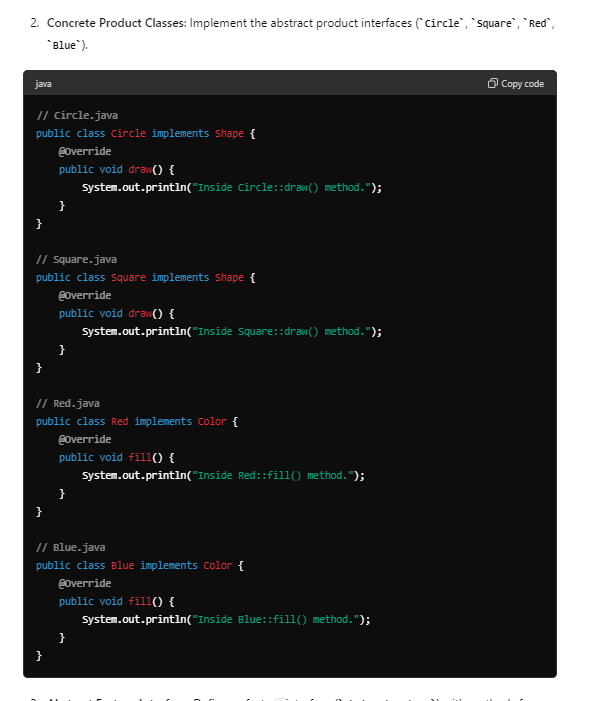 2. Concrete Product Classes: Implement the abstract product interfaces (`Circle`, `Square`, `Red`,
`Blue`).
java
Copy code
// Circle.java
public class Circle implements Shape {
    @Override
    public void draw() {
        System.out.println("Inside Circle::draw() method.");
    }
}

// Square.java
public class Square implements Shape {
    @Override
    public void draw() {
        System.out.println("Inside Square::draw() method.");
    }
}

// Red.java
public class Red implements Color {
    @Override
    public void fill() {
        System.out.println("Inside Red::fill() method.");
    }
}

// Blue.java
public class Blue implements Color {
    @Override
    public void fill() {
        System.out.println("Inside Blue::fill() method.");
    }
}